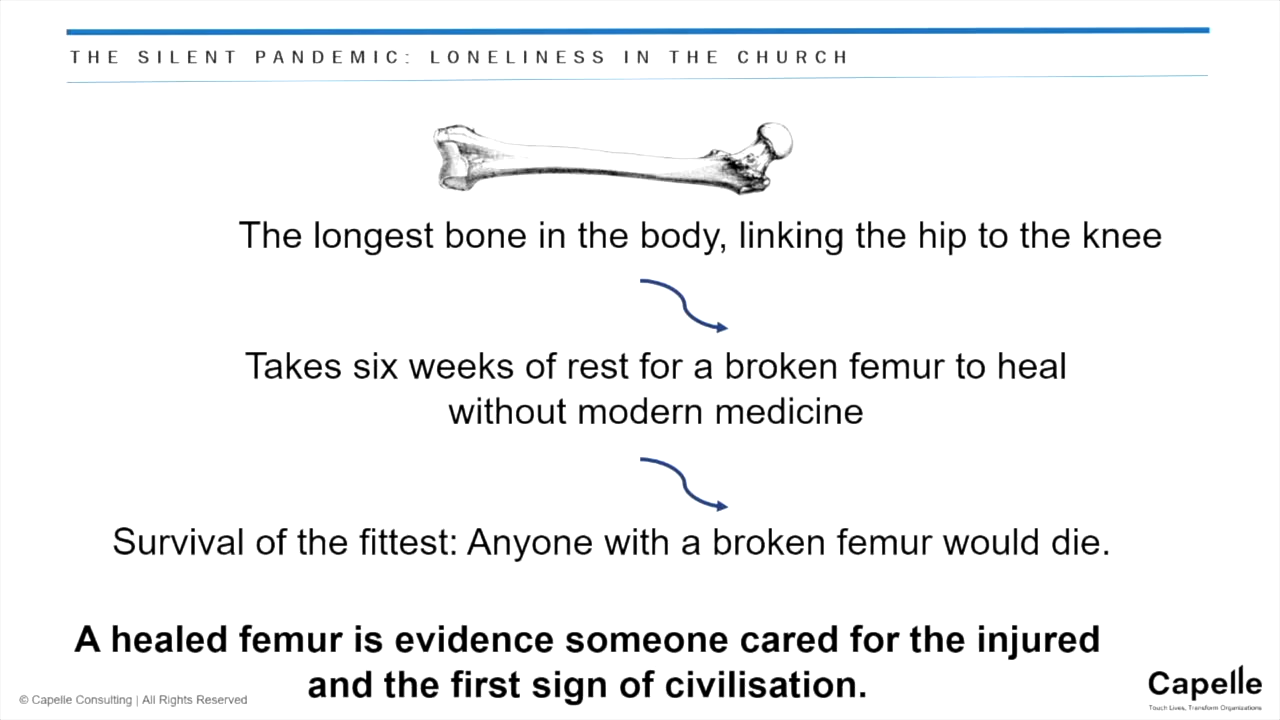 THE SILENT PANDEMIC: LONELINESS IN THE CHURCH
The longest bone in the body, linking the hip to the knee
Takes six weeks of rest for a broken femur to heal
without modern medicine
Survival of the fittest: Anyone with a broken femur would die.
A healed femur is evidence someone cared for the injured
and the first sign of civilisation.
© Capelle Consulting | All Rights Reserved
Capelle
Touch Lives, Transform Organizations